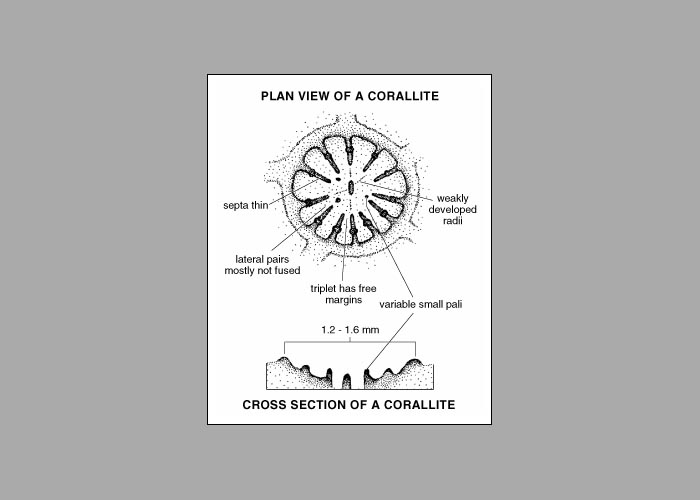 PLAN VIEW OF A CORALLITE
septa thin
weakly
developed
radii
lateral pairs
mostly not fused
triplet has free
margins
variable small pali
1.2 - 1.6 mm
CROSS SECTION OF A CORALLITE